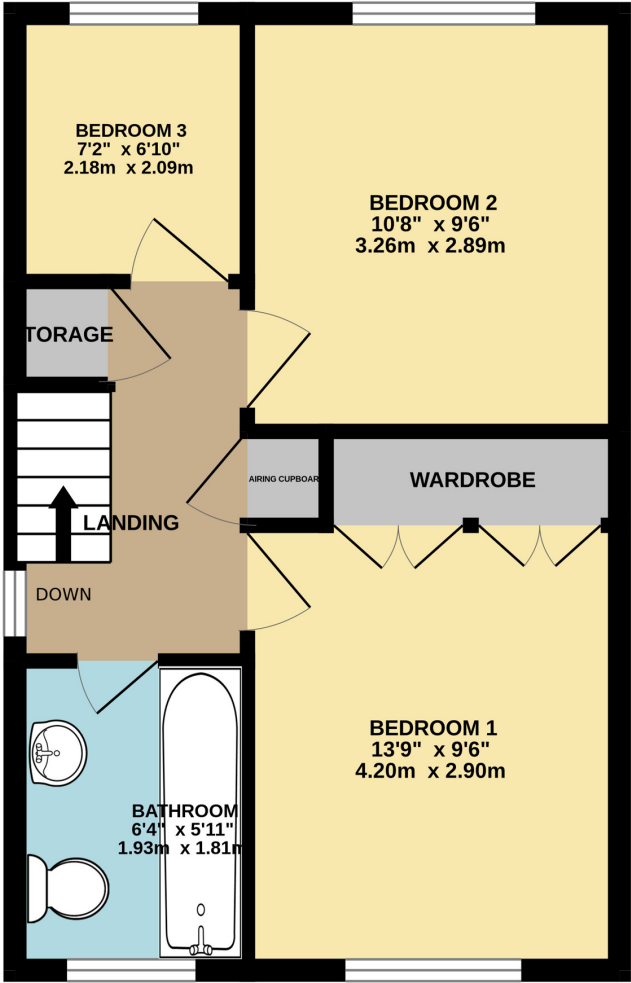 BEDROOM 3
7'2" x 6'10"
2.18m x 2.09m
BEDROOM 2
10'8" x 9'6"
3.26m x 2.89m
TORAGE
AIRING CUPBOAR
WARDROBE
LANDING
DOWN
BEDROOM 1
13'9" x 9'6"
4.20m x 2.90m
BATHROOM
6'4" x 5'11"
1.93m x 1.81m